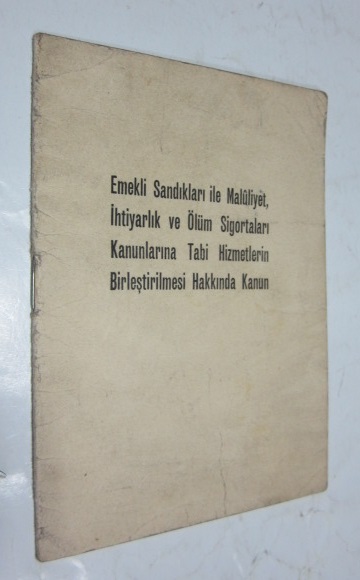 Emekli Sandıkları ile Malûliyet,
İhtiyarlık ve Ölüm Sigortaları
Kanunlarına Tabi Hizmetlerin
Birleştirilmesi Hakkında Kanun